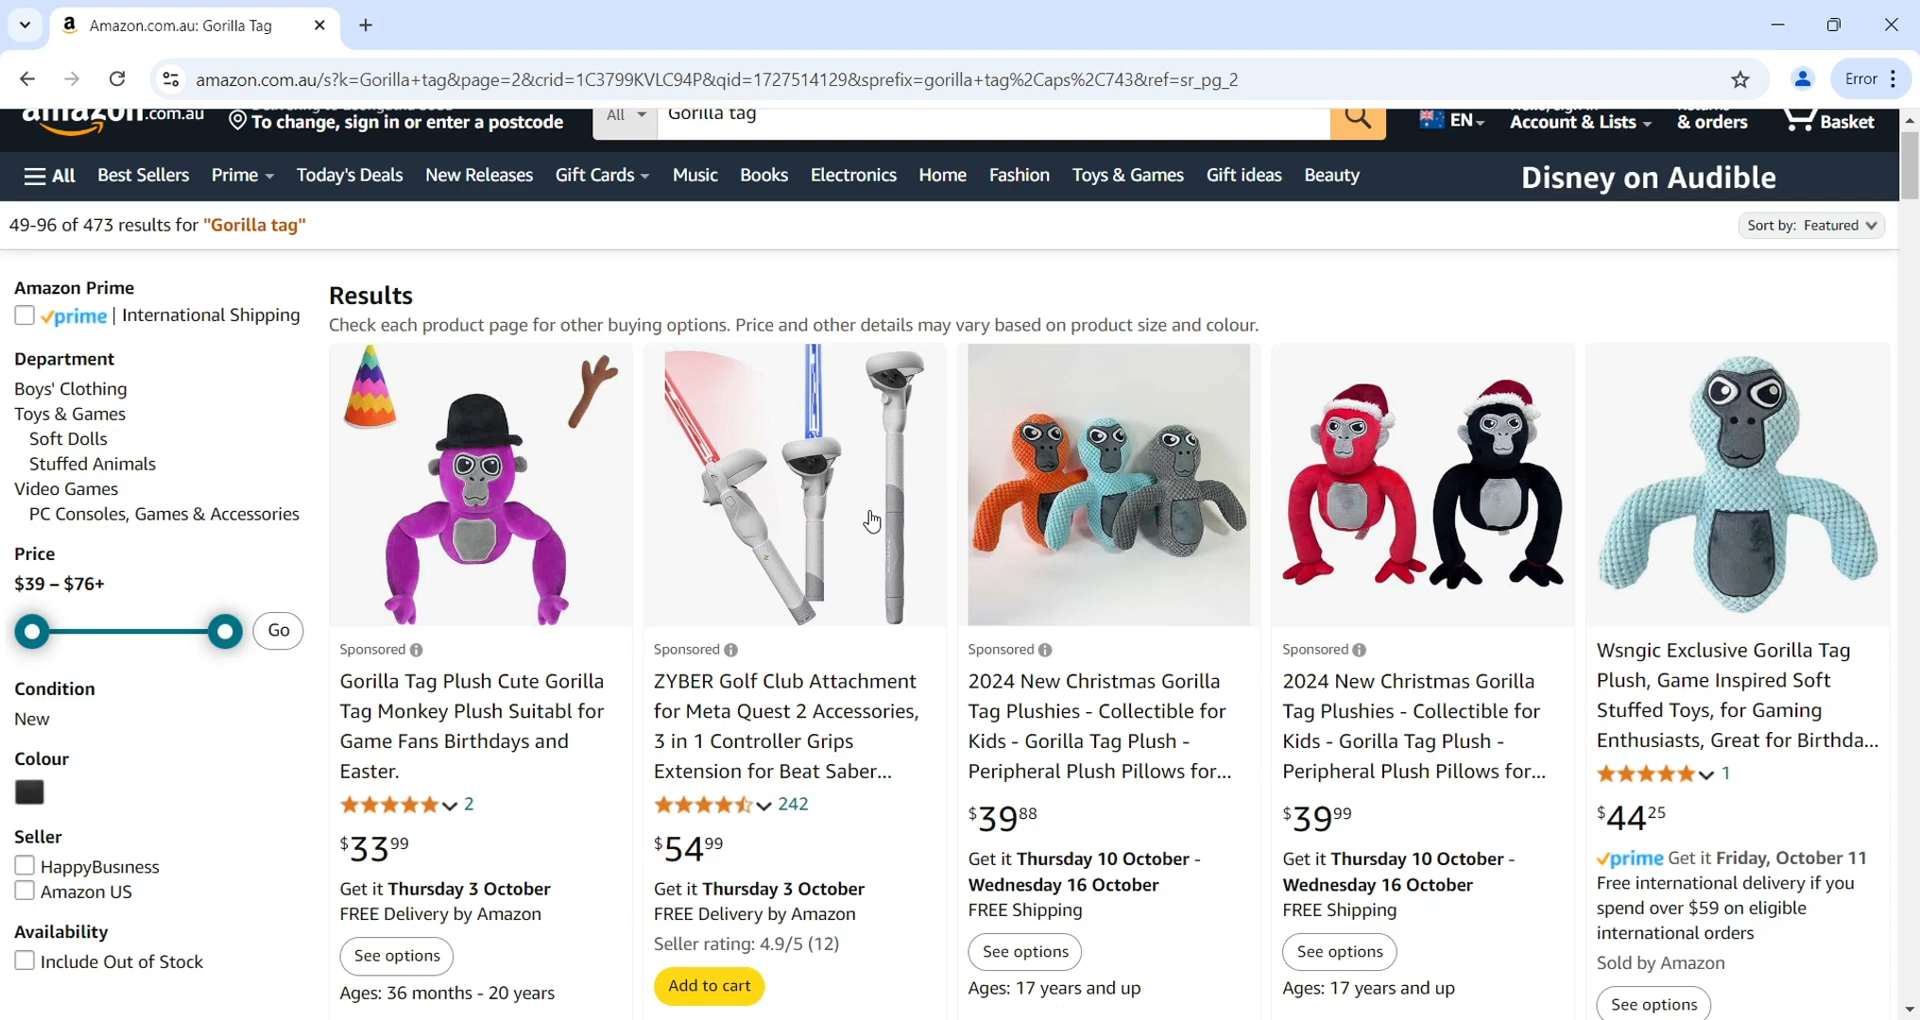 Amazon.com.au: Gorilla Tag
amazon.com.au/s?k=Gorilla+tag&page=2&crid=1C3799KVLC94P&qid=1727514129&sprefix=gorilla+tag%2Caps%2C743&ref=sr_pg_2
Error
amazon.com.au
To change, sign in or enter a postcode
All
Gorilla tag
EN
Account & Lists
Returns
& orders
Basket
All
Best Sellers
Prime
Today's Deals
New Releases
Gift Cards
Music
Books
Electronics
Home
Fashion
Toys & Games
Gift ideas
Beauty
Disney on Audible
49-96 of 473 results for "Gorilla tag"
Sort by: Featured
Amazon Prime
prime | International Shipping
Department
Boys' Clothing
Toys & Games
Soft Dolls
Stuffed Animals
Video Games
PC Consoles, Games & Accessories
Price
$39 – $76+
Go
Condition
New
Colour
Seller
HappyBusıness
Amazon US
Availability
Include Out of Stock
Results
Check each product page for other buying options. Price and other details may vary based on product size and colour.
Sponsored
Gorilla Tag Plush Cute Gorilla
Tag Monkey Plush Suitabl for
Game Fans Birthdays and
Easter.
2
$33 99
Get it Thursday 3 October
FREE Delivery by Amazon
See options
Ages: 36 months - 20 years
Sponsored
ZYBER Golf Club Attachment
for Meta Quest 2 Accessories,
3 in 1 Controller Grips
Extension for Beat Saber...
242
$54 99
Get it Thursday 3 October
FREE Delivery by Amazon
Seller rating: 4.9/5 (12)
Add to cart
Sponsored
2024 New Christmas Gorilla
Tag Plushies - Collectible for
Kids - Gorilla Tag Plush -
Peripheral Plush Pillows for...
$39 88
Get it Thursday 10 October -
Wednesday 16 October
FREE Shipping
See options
Ages: 17 years and up
Sponsored
2024 New Christmas Gorilla
Tag Plushies - Collectible for
Kids - Gorilla Tag Plush -
Peripheral Plush Pillows for...
$39 99
Get it Thursday 10 October -
Wednesday 16 October
FREE Shipping
See options
Ages: 17 years and up
Wsngic Exclusive Gorilla Tag
Plush, Game Inspired Soft
Stuffed Toys, for Gaming
Enthusiasts, Great for Birthda...
1
$44 25
prime Get it Friday, October 11
Free international delivery if you
spend over $59 on eligible
international orders
Sold by Amazon
See options